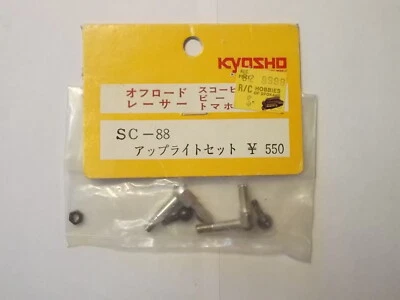 KYOSHO
オフロード スコーピ
レーサー ビー
トマホ
R/C HOBBIES
SC-88
アップライトセット ￥550